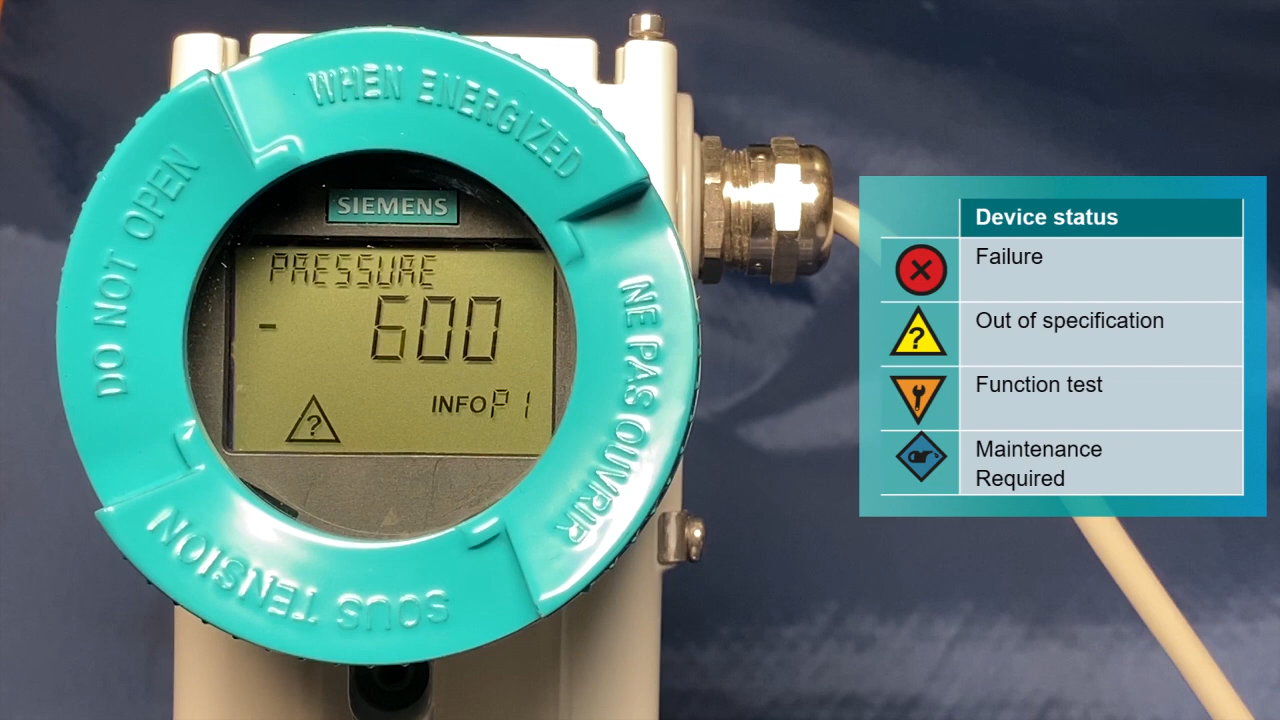 DO NOT OPEN
WHEN ENERGIZED
NE PAS OUVRIR
SOUS TENSION
SIEMENS
PRESSURE
- 600
?
INFO P1
Device status
Failure
? Out of specification
Function test
Maintenance
Required